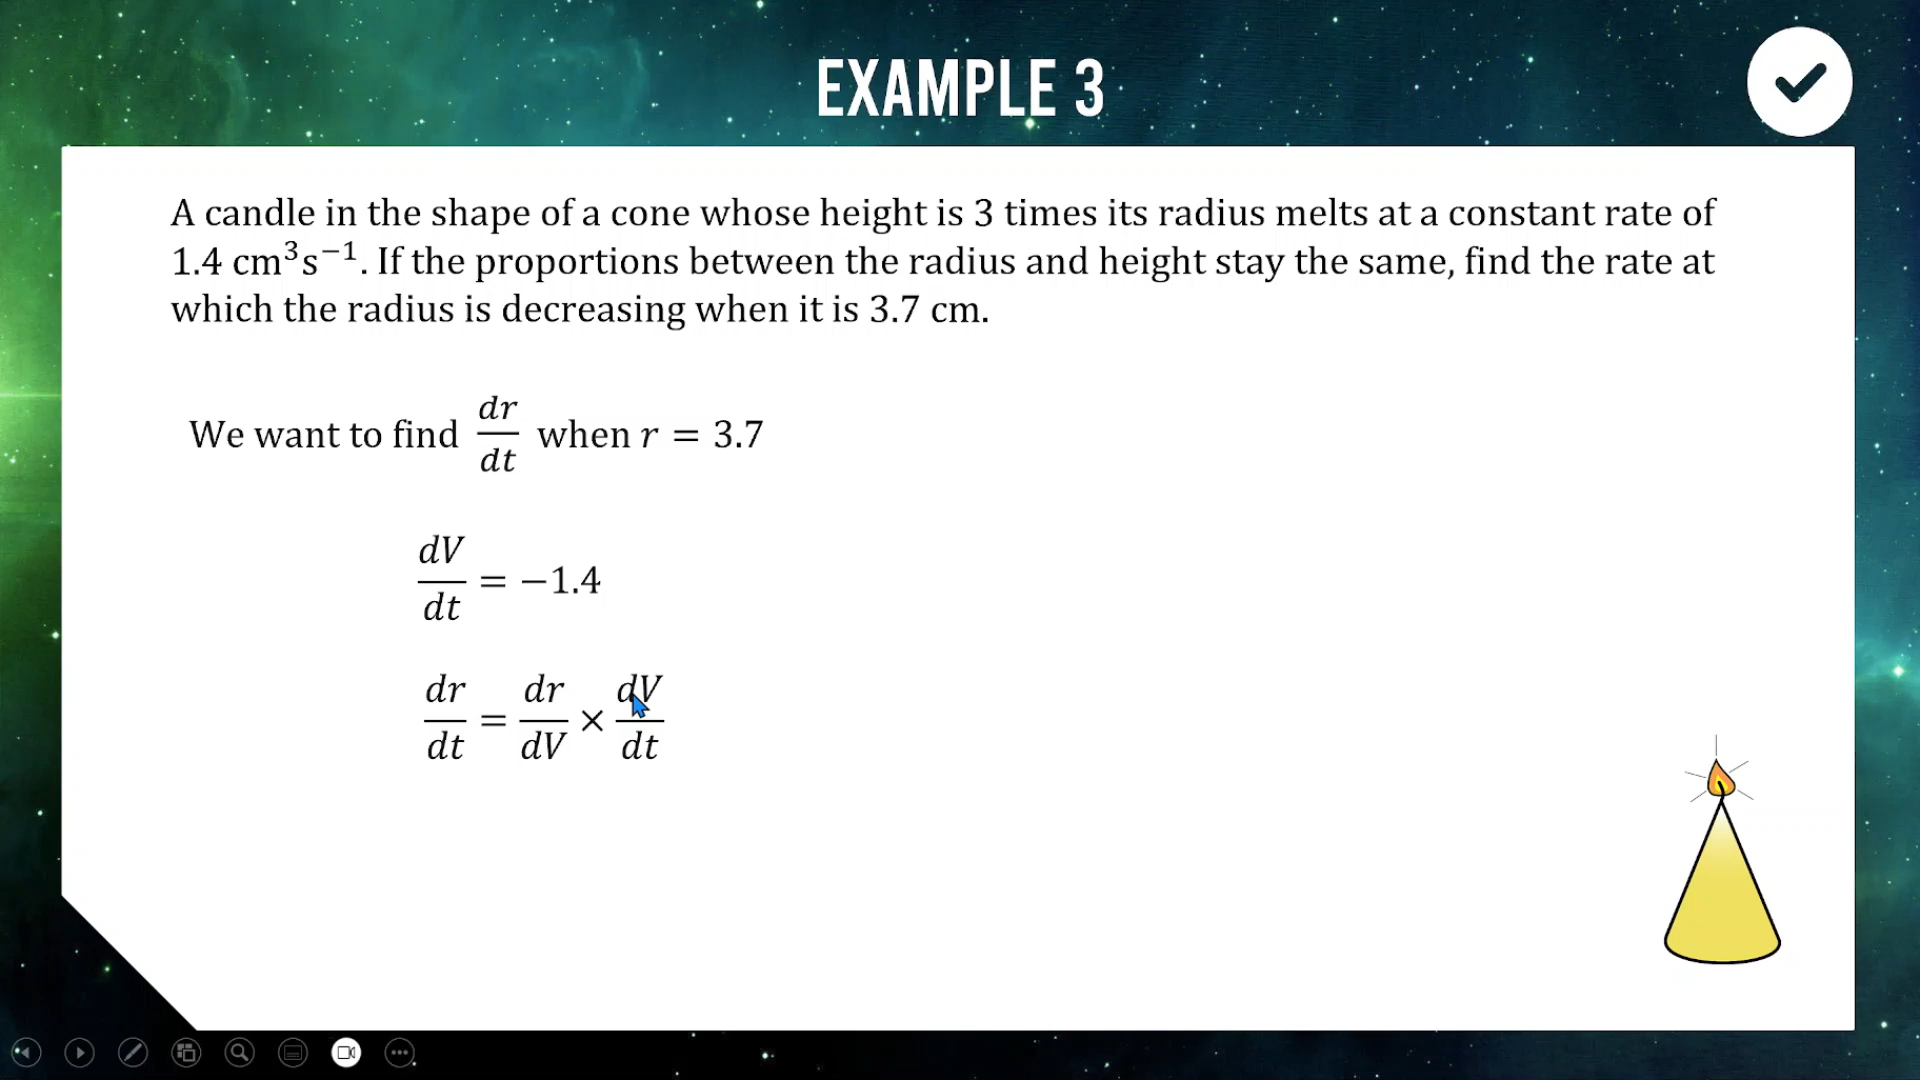 EXAMPLE 3
A candle in the shape of a cone whose height is 3 times its radius melts at a constant rate of
1.4 cm³s⁻¹. If the proportions between the radius and height stay the same, find the rate at
which the radius is decreasing when it is 3.7 cm.
We want to find dr/dt when r = 3.7
dV/dt = −1.4
dr/dt = dr/dV × dV/dt